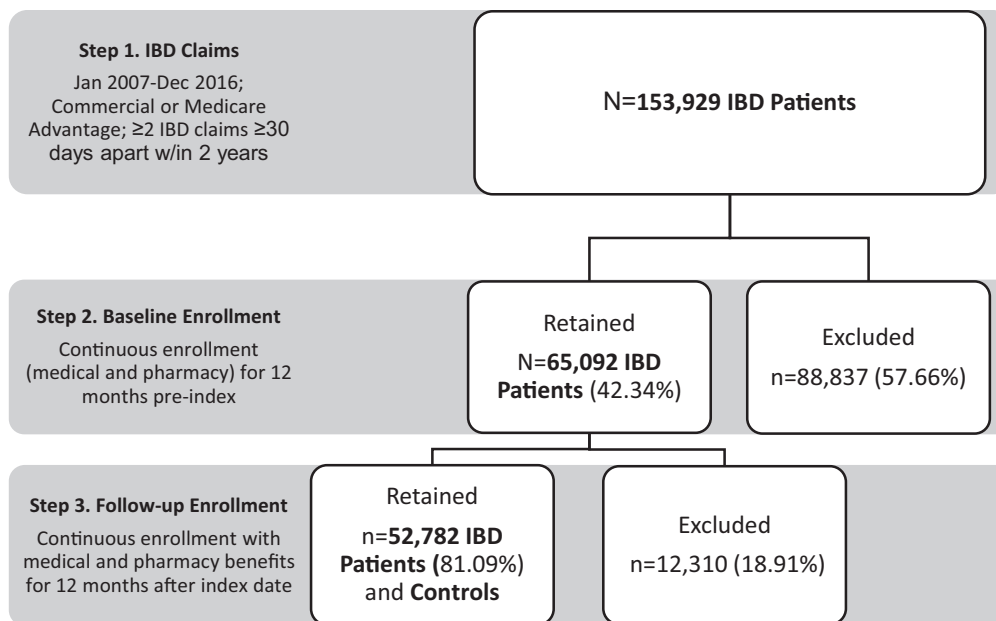 Step 1. IBD Claims
Jan 2007-Dec 2016;
Commercial or Medicare
Advantage; ≥2 IBD claims ≥30
days apart w/in 2 years
N=153,929 IBD Patients
Step 2. Baseline Enrollment
Continuous enrollment
(medical and pharmacy) for 12
months pre-index
Retained
N=65,092 IBD
Patients (42.34%)
Excluded
n=88,837 (57.66%)
Step 3. Follow-up Enrollment
Continuous enrollment with
medical and pharmacy benefits
for 12 months after index date
Retained
n=52,782 IBD
Patients (81.09%)
and Controls
Excluded
n=12,310 (18.91%)